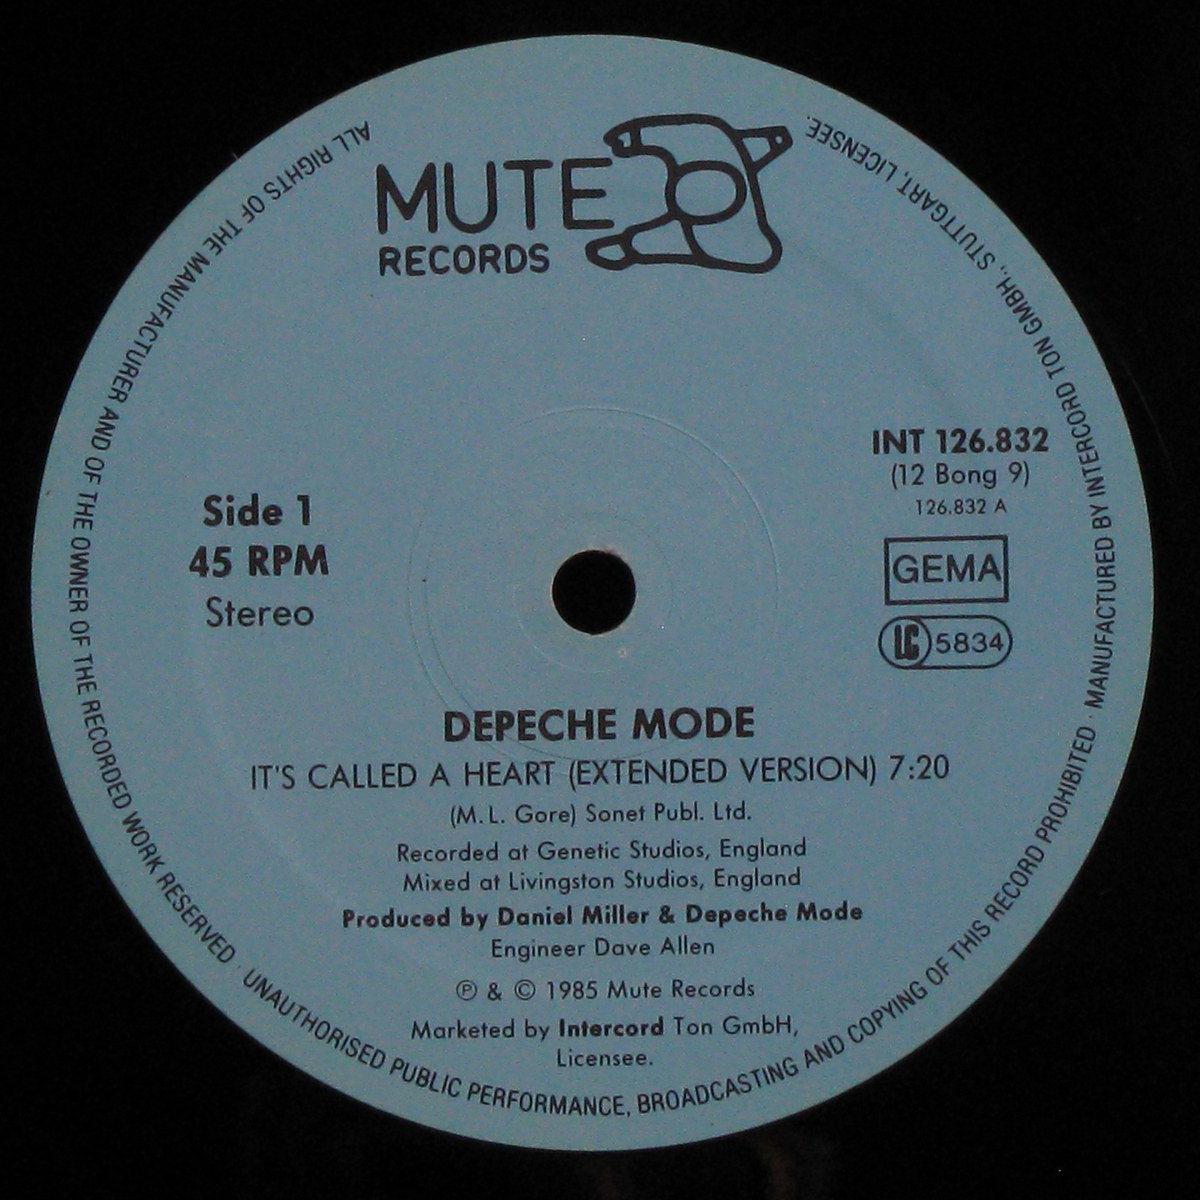 MUTE
RECORDS
INT 126.832
(12 Bong 9)
126.832 A
GEMA
LC 5834
Side 1
45 RPM
Stereo
DEPECHE MODE
IT'S CALLED A HEART (EXTENDED VERSION) 7:20
(M. L. Gore) Sonet Publ. Ltd.
Recorded at Genetic Studios, England
Mixed at Livingston Studios, England
Produced by Daniel Miller & Depeche Mode
Engineer Dave Allen
Ⓟ & © 1985 Mute Records
Marketed by Intercord Ton GmbH,
Licensee.
ALL RIGHTS OF THE MANUFACTURER AND OF THE OWNER OF THE RECORDED WORK RESERVED · UNAUTHORISED PUBLIC PERFORMANCE, BROADCASTING AND COPYING OF THIS RECORD PROHIBITED · MANUFACTURED BY INTERCORD TON GMBH., STUTTGART, LICENSEE.